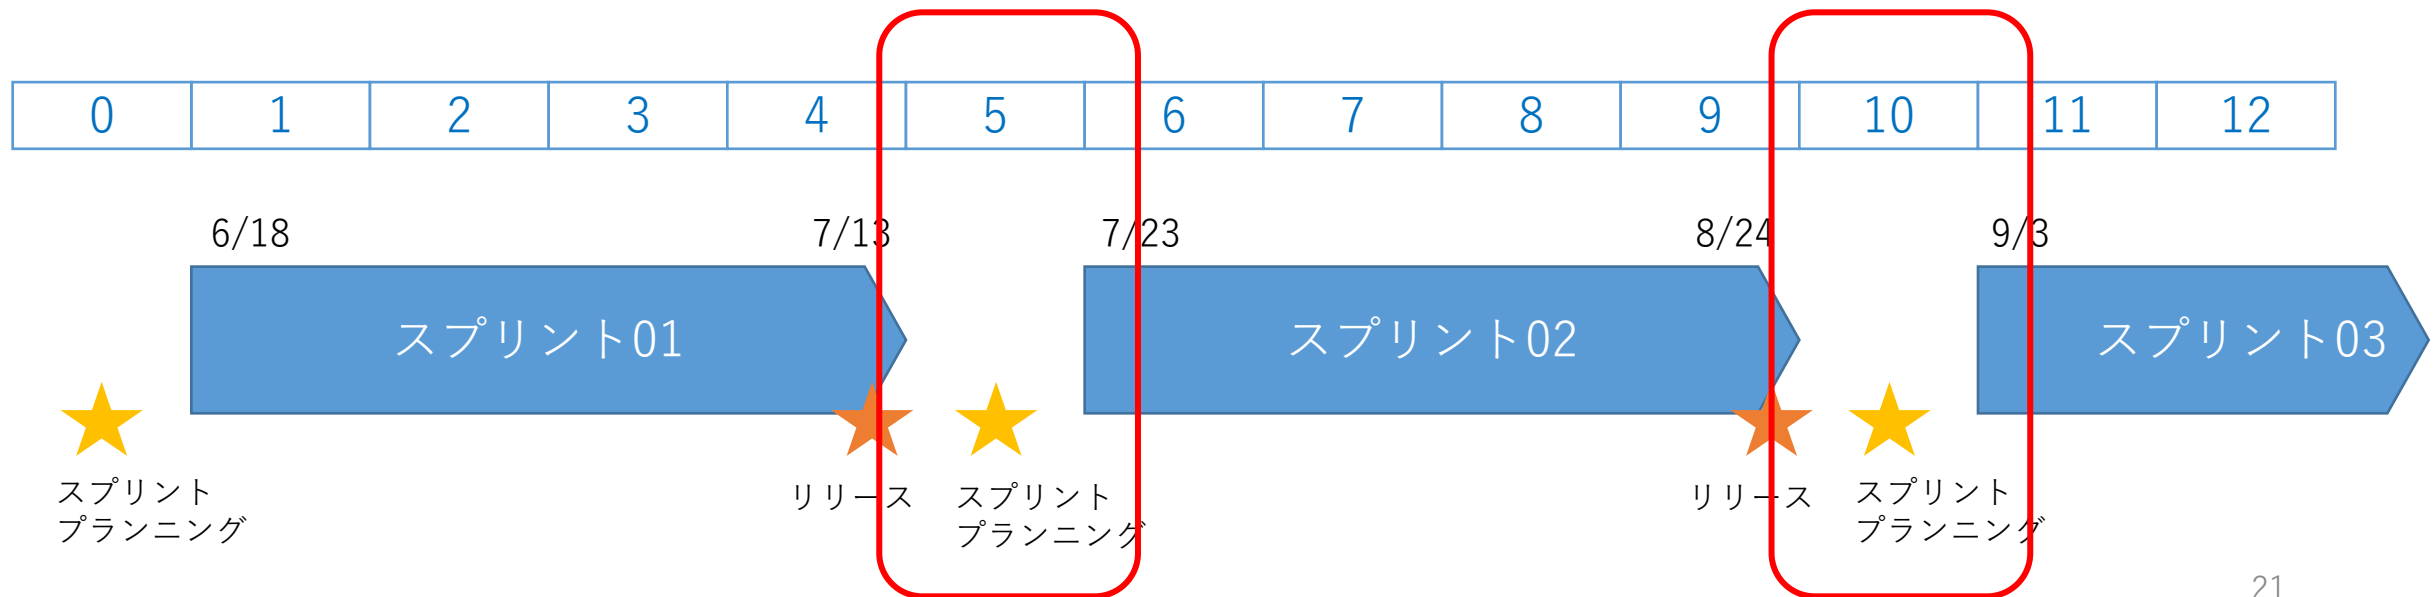 0 1 2 3 4 5 6 7 8 9 10 11 12
6/18 7/13 7/23 8/24 9/3
スプリント01 スプリント02 スプリント03
スプリント
プランニング
リリース
スプリント
プランニング
リリース
スプリント
プランニング
21